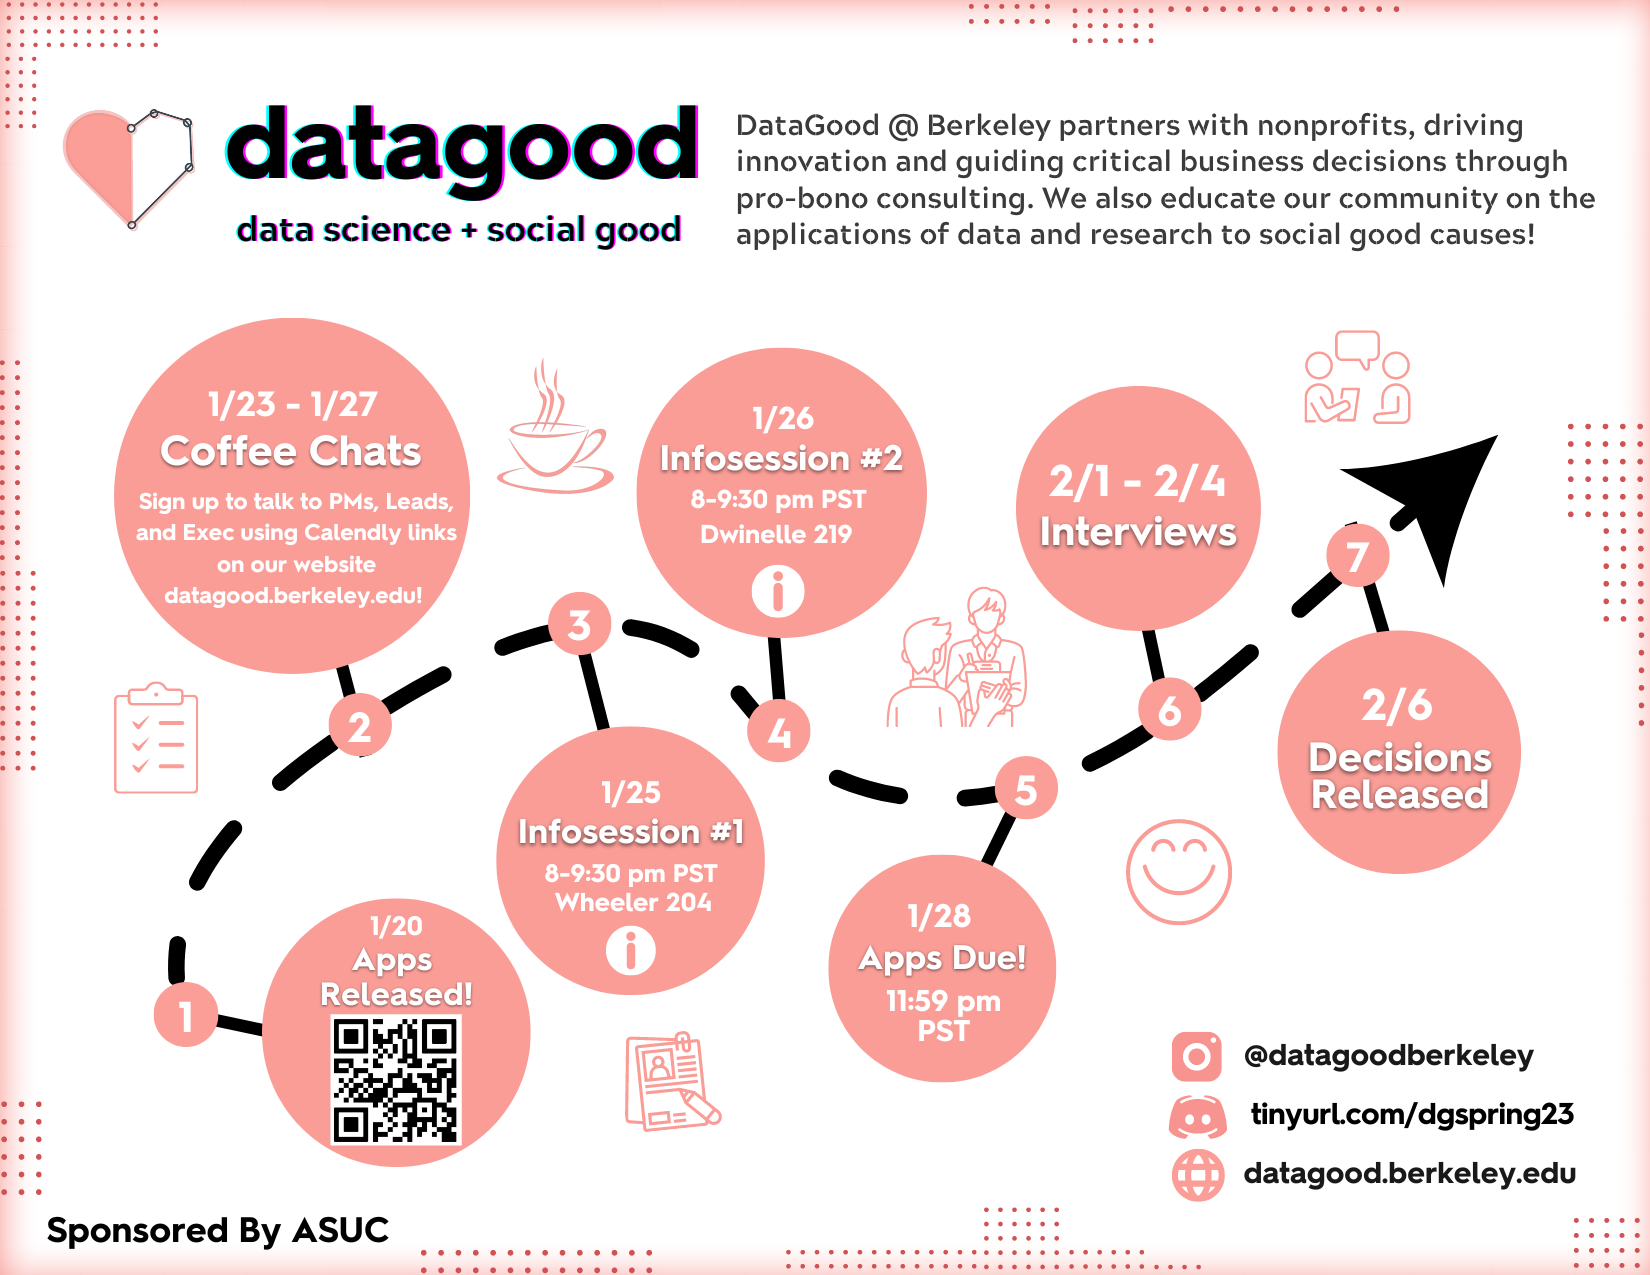 datagood
data science + social good
DataGood @ Berkeley partners with nonprofits, driving
innovation and guiding critical business decisions through
pro-bono consulting. We also educate our community on the
applications of data and research to social good causes!
1
1/20
Apps
Released!
2
1/23 - 1/27
Coffee Chats
Sign up to talk to PMs, Leads,
and Exec using Calendly links
on our website
datagood.berkeley.edu!
3
1/25
Infosession #1
8-9:30 pm PST
Wheeler 204
i
4
1/26
Infosession #2
8-9:30 pm PST
Dwinelle 219
i
5
1/28
Apps Due!
11:59 pm
PST
6
2/1 - 2/4
Interviews
7
2/6
Decisions
Released
@datagoodberkeley
tinyurl.com/dgspring23
datagood.berkeley.edu
Sponsored By ASUC